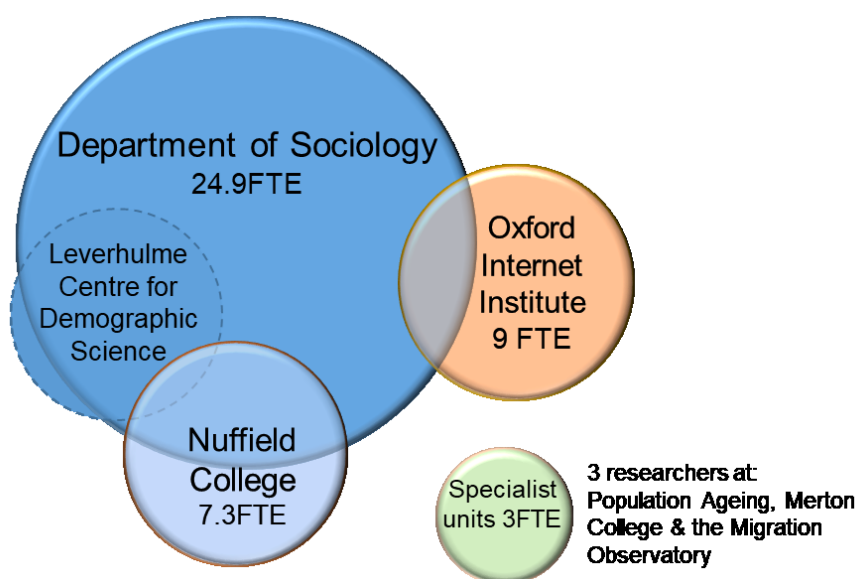 Department of Sociology
24.9FTE
Leverhulme
Centre for
Demographic
Science
Oxford
Internet
Institute
9 FTE
Nuffield
College
7.3FTE
Specialist
units 3FTE
3 researchers at:
Population Ageing, Merton
College & the Migration
Observatory